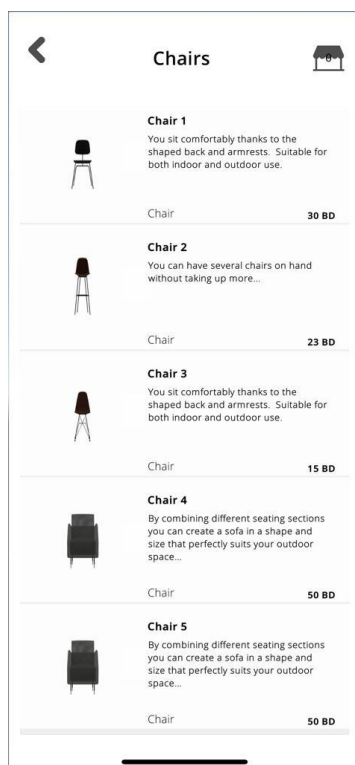 Chairs
Chair 1
You sit comfortably thanks to the
shaped back and armrests. Suitable for
both indoor and outdoor use.
Chair
30 BD
Chair 2
You can have several chairs on hand
without taking up more...
Chair
23 BD
Chair 3
You sit comfortably thanks to the
shaped back and armrests. Suitable for
both indoor and outdoor use.
Chair
15 BD
Chair 4
By combining different seating sections
you can create a sofa in a shape and
size that perfectly suits your outdoor
space...
Chair
50 BD
Chair 5
By combining different seating sections
you can create a sofa in a shape and
size that perfectly suits your outdoor
space...
Chair
50 BD